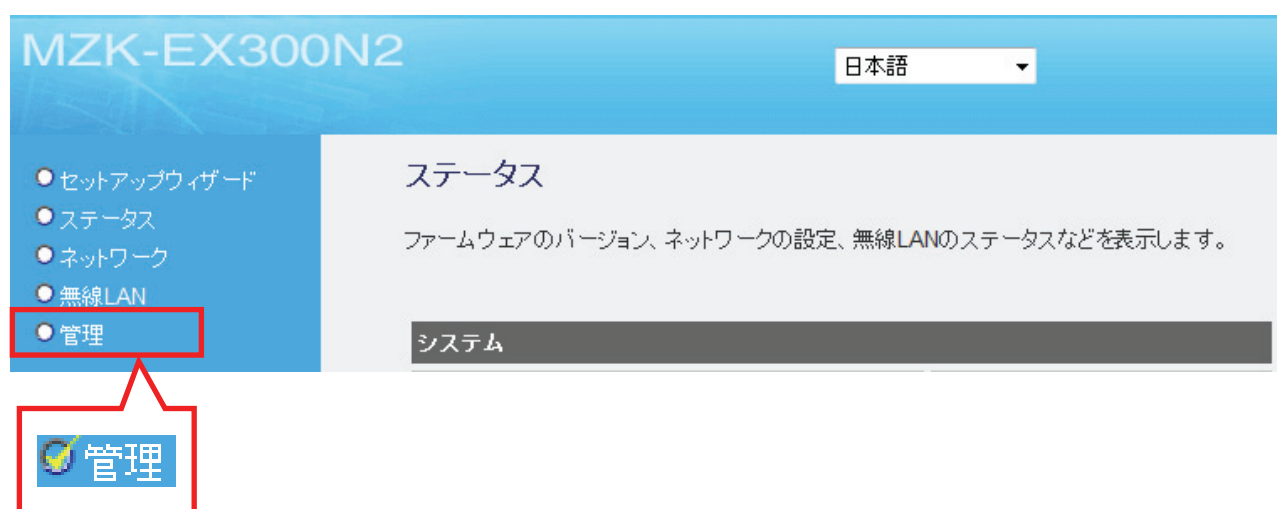 MZK-EX300N2
日本語
セットアップウィザード
ステータス
ネットワーク
無線LAN
管理
ステータス
ファームウェアのバージョン、ネットワークの設定、無線LANのステータスなどを表示します。
システム
管理